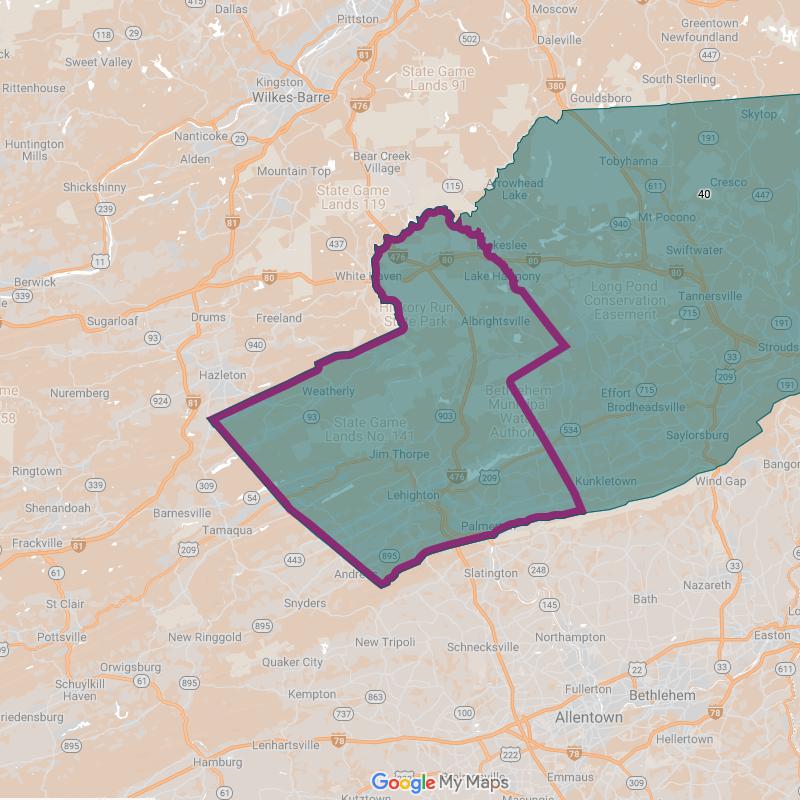 Dallas
Pittston
Moscow
415
118
29
Daleville
Greentown
Newfoundland
502
81
447
Sweet Valley
State Game
Lands 91
South Sterling
Rittenhouse
Kingston
Wilkes-Barre
476
380
Gouldsboro
Skytop
Nanticoke
29
191
Huntington
Mills
Alden
Bear Creek
Village
Tobyhanna
Mountain Top
Shickshinny
State Game
Lands 119
115
Arrowhead
Lake
611
Cresco
40
447
239
81
Mt Pocono
940
437
Swiftwater
11
476
80
80
White Haven
80
Lake Harmony
80
Berwick
339
Long Pond
Conservation
Easement
Tannersville
Hickory Run
State Park
715
Sugarloaf
Drums
Freeland
Albrightsville
191
93
940
33
Strouds
209
Hazleton
Weatherly
Effort
715
191
Nuremberg
924
81
Bethlehem
Municipal
Water
Authority
Brodheadsville
58
93
State Game
Lands No. 141
903
534
Saylorsburg
Jim Thorpe
Ringtown
Bangor
339
309
476
209
Kunkletown
Wind Gap
54
Lehighton
Shenandoah
Barnesville
Tamaqua
Frackville
81
209
895
443
248
33
61
Slatington
Nazareth
St Clair
Snyders
145
Bath
895
Pottsville
New Ringgold
New Tripoli
Schnecksville
Northampton
Easton
Orwigsburg
Quaker City
22
33
611
Schuylkill
Haven
61
895
Kempton
863
Fullerton
Bethlehem
737
100
Allentown
78
895
Lenhartsville
78
Hellertown
222
78
Hamburg
Emmaus
Google My Maps
61
Kutztown